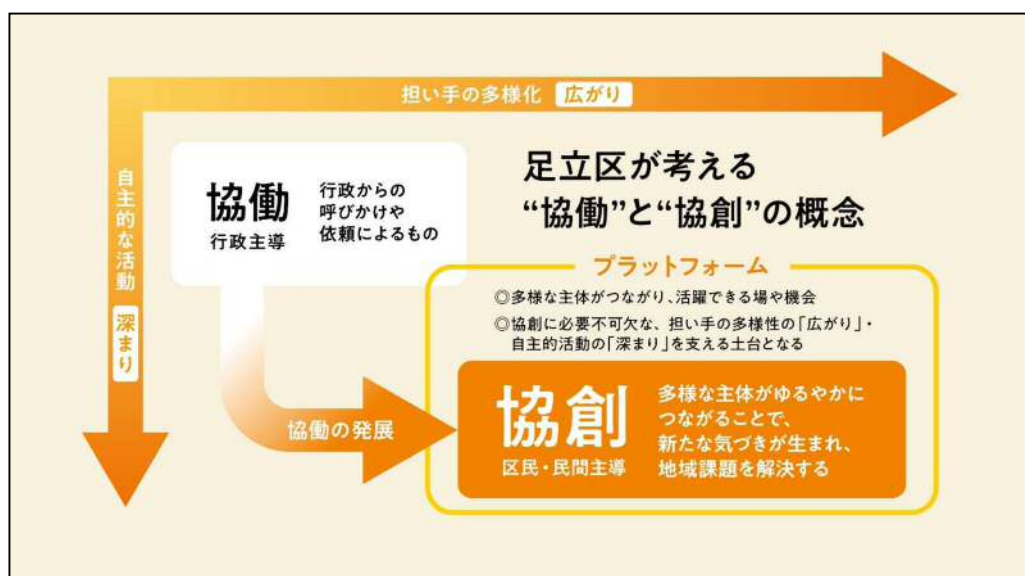 担い手の多様化 広がり
自主的な活動 深まり
足立区が考える
“協働”と“協創”の概念
協働
行政主導
行政からの
呼びかけや
依頼によるもの
プラットフォーム
◎多様な主体がつながり、活躍できる場や機会
◎協創に必要不可欠な、担い手の多様性の「広がり」・
自主的活動の「深まり」を支える土台となる
協働の発展
協創
区民・民間主導
多様な主体がゆるやかに
つながることで、
新たな気づきが生まれ、
地域課題を解決する